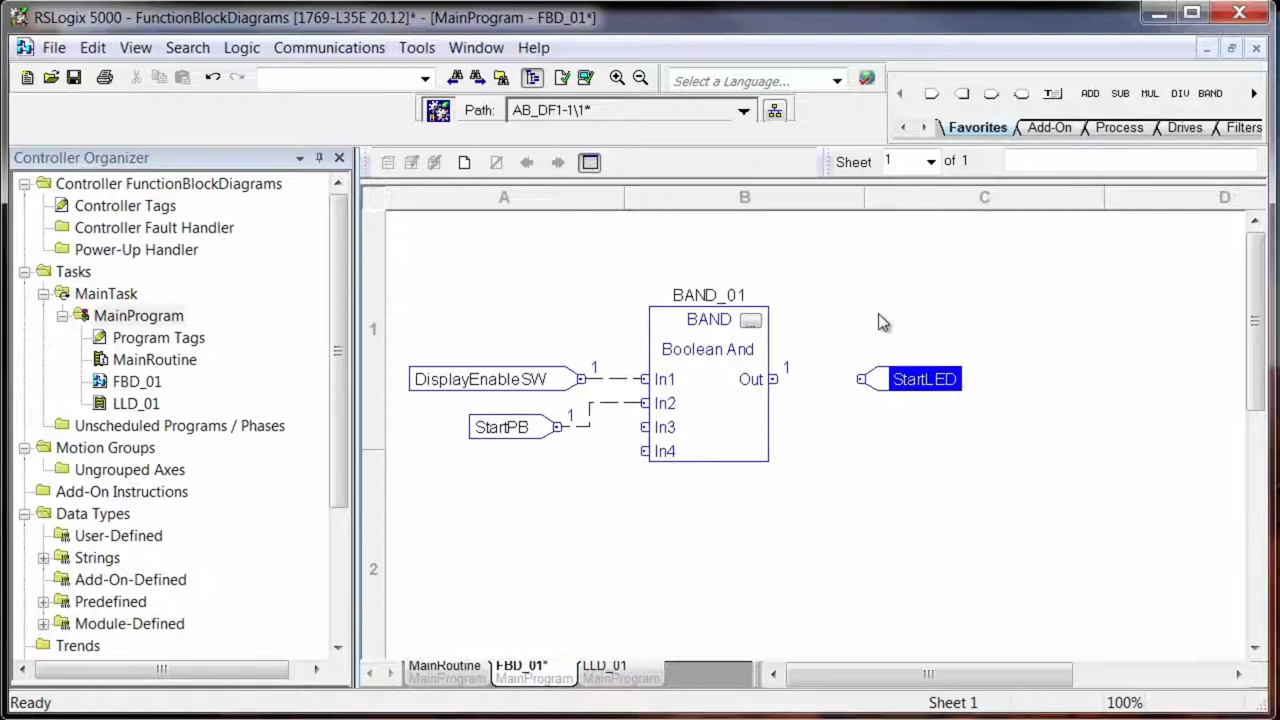 RSLogix 5000 - FunctionBlockDiagrams [1769-L35E 20.12]* - [MainProgram - FBD_01*]
File Edit View Search Logic Communications Tools Window Help
Select a Language...
ADD SUB MUL DIV BAND
Path: AB_DF1-1\1*
Favorites Add-On Process Drives Filters
Controller Organizer
Sheet 1 of 1
A B C D
Controller FunctionBlockDiagrams
Controller Tags
Controller Fault Handler
Power-Up Handler
Tasks
MainTask
MainProgram
Program Tags
MainRoutine
FBD_01
LLD_01
Unscheduled Programs / Phases
Motion Groups
Ungrouped Axes
Add-On Instructions
Data Types
User-Defined
Strings
Add-On-Defined
Predefined
Module-Defined
Trends
1
2
BAND_01
BAND ...
Boolean And
DisplayEnableSW 1 In1 Out 1 StartLED
StartPB 1 In2
In3
In4
MainRoutine FBD_01* LLD_01
MainProgram MainProgram MainProgram
Ready Sheet 1 100%